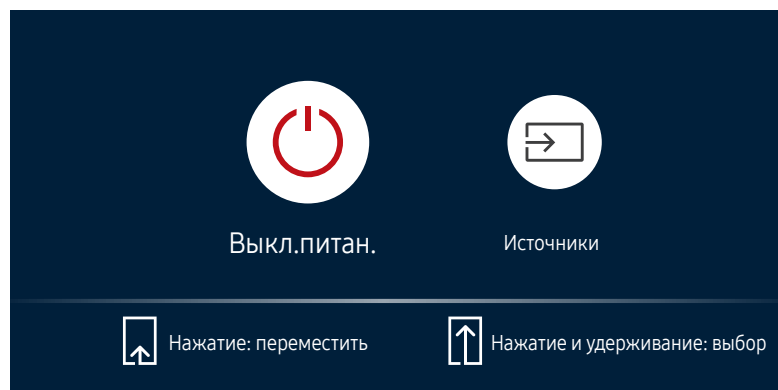 Выкл.питан.
Источники
Нажатие: переместить
Нажатие и удерживание: выбор